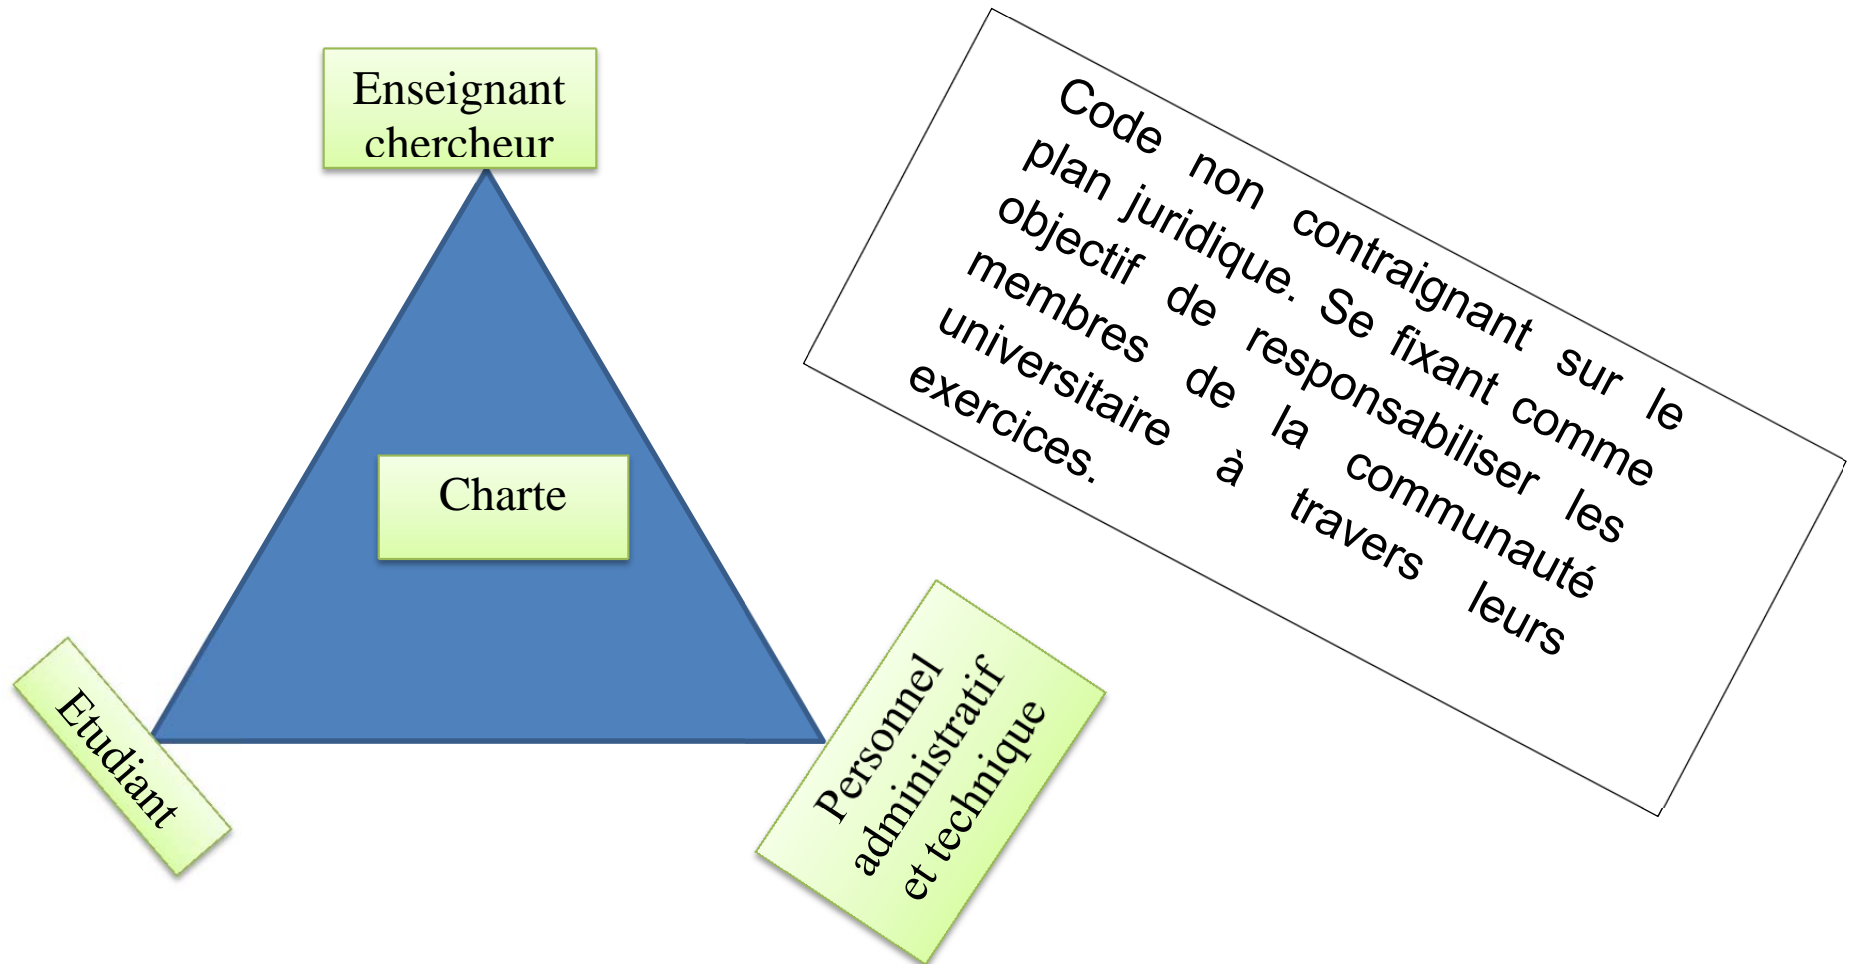 Enseignant
chercheur
Charte
Etudiant
Personnel
administratif
et technique
Code non contraignant sur le
plan juridique. Se fixant comme
objectif de responsabiliser les
membres de la communauté
universitaire à travers leurs
exercices.